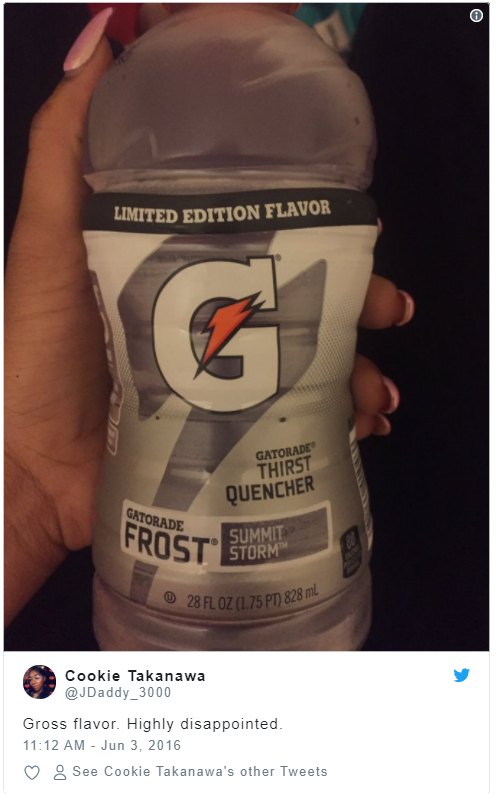 LIMITED EDITION FLAVOR
G
GATORADE®
THIRST
QUENCHER
GATORADE
FROST®
SUMMIT
STORM™
28 FL OZ (1.75 PT) 828 mL
Cookie Takanawa
@JDaddy_3000
Gross flavor. Highly disappointed.
11:12 AM - Jun 3, 2016
See Cookie Takanawa's other Tweets